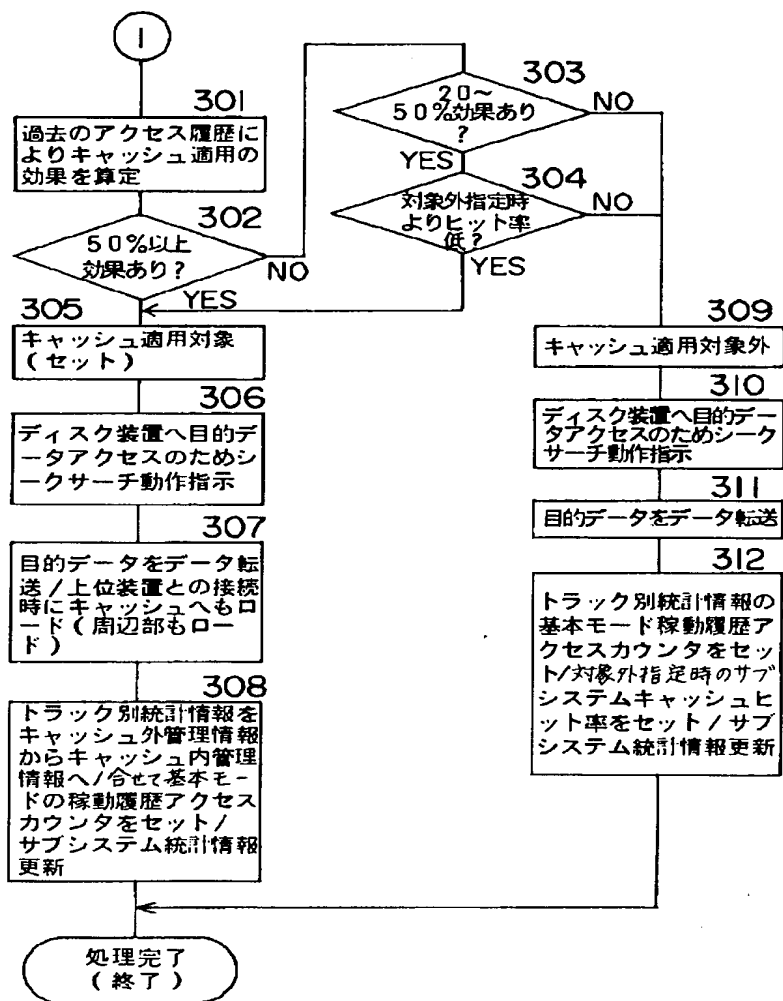 1
301
過去のアクセス履歴に
よりキャッシュ適用の
効果を算定
302
50%以上
効果あり?
NO
YES
303
20~
50%効果あり
?
NO
YES
304
対象外指定時
よりヒット率
低?
NO
YES
305
キャッシュ適用対象
(セット)
306
ディスク装置へ目的デ
ータアクセスのためシ
ークサーチ動作指示
307
目的データをデータ転
送/上位装置との接続
時にキャッシュへもロ
ード(周辺部もロー
ド)
308
トラック別統計情報を
キャッシュ外管理情報
からキャッシュ内管理
情報へ/合せて基本モー
ドの稼動履歴アクセス
カウンタをセット/
サブシステム統計情報
更新
309
キャッシュ適用対象外
310
ディスク装置へ目的デー
タアクセスのためシーク
サーチ動作指示
311
目的データをデータ転送
312
トラック別統計情報の
基本モード稼動履歴ア
クセスカウンタをセッ
ト/対象外指定時のサブ
システムキャッシュヒ
ット率をセット/サブ
システム統計情報更新
処理完了
(終了)